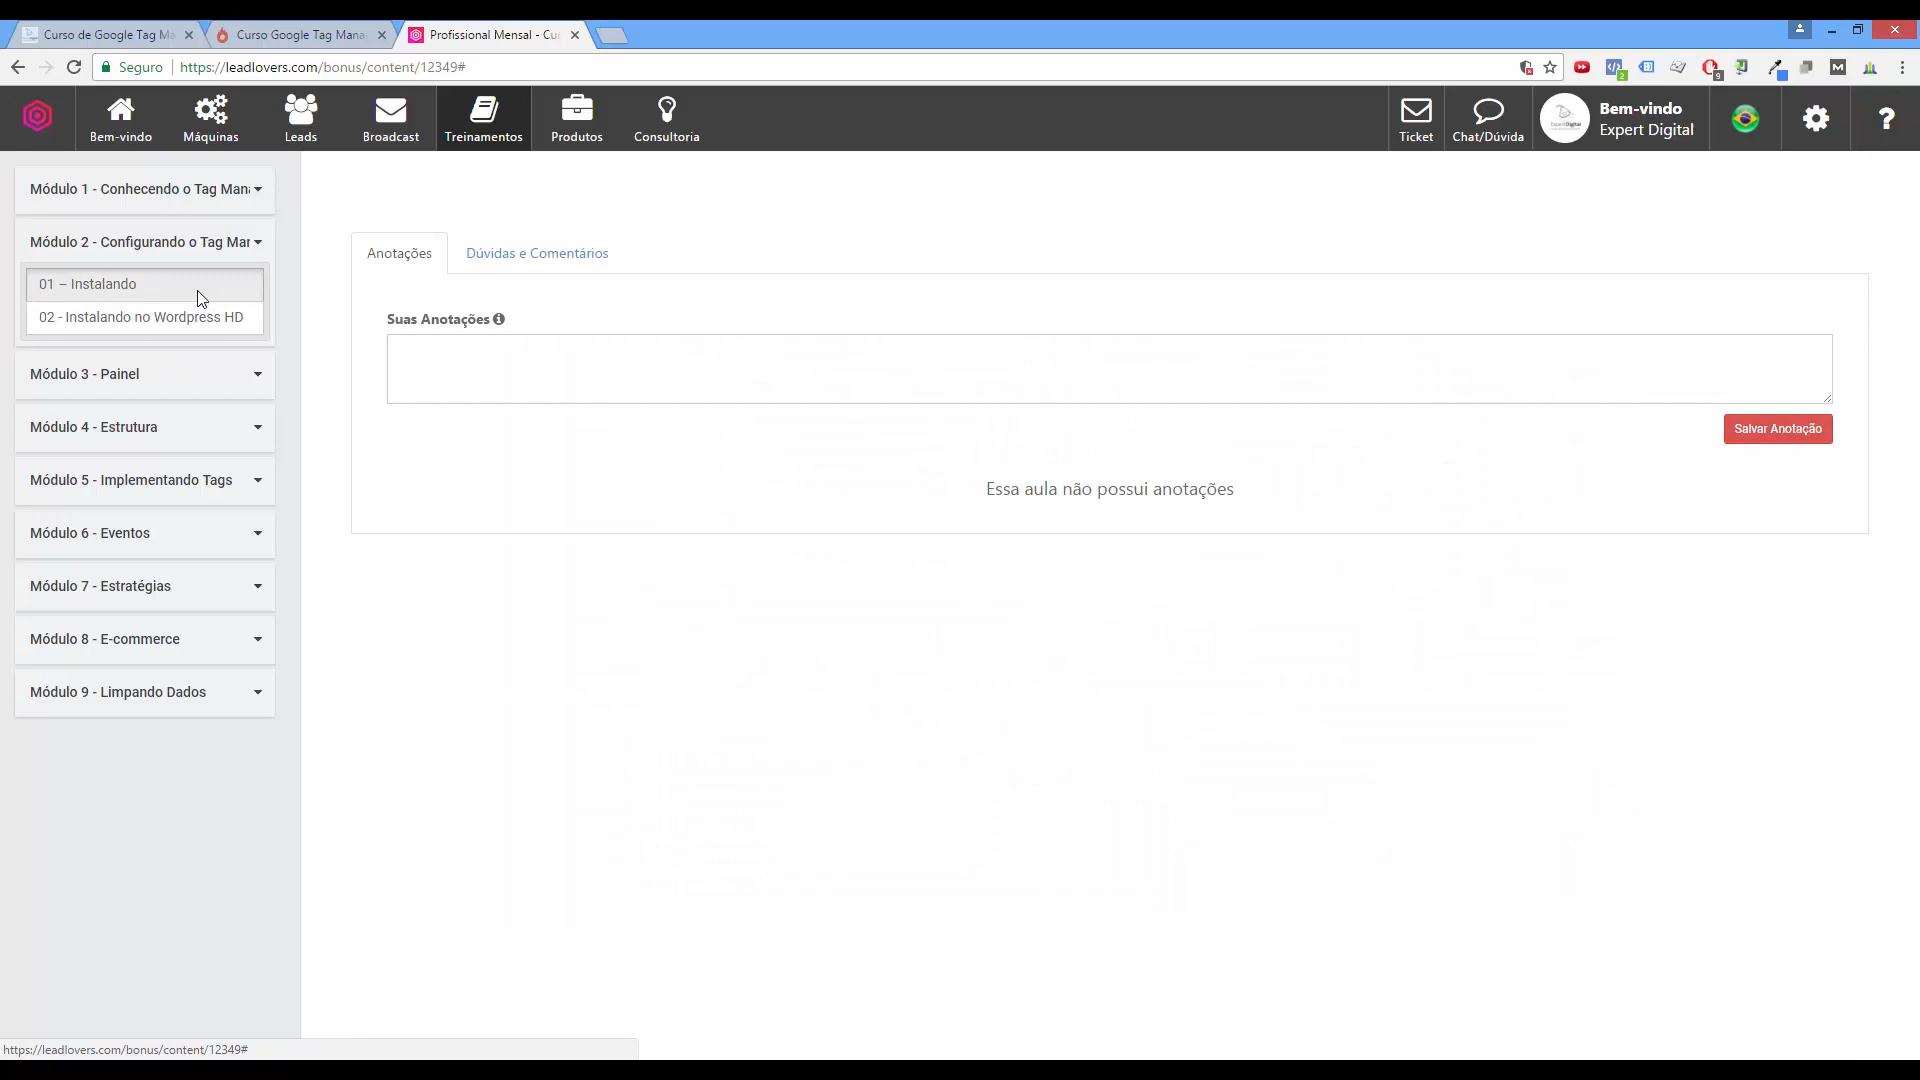 Curso de Google Tag Ma
Curso Google Tag Mana
Profissional Mensal - Cu
Seguro
https://leadlovers.com/bonus/content/12349#
2
9
M
Bem-vindo
Máquinas
Leads
Broadcast
Treinamentos
Produtos
Consultoria
Ticket
Chat/Dúvida
Bem-vindo
Expert Digital
?
Módulo 1 - Conhecendo o Tag Mana
Módulo 2 - Configurando o Tag Mar
01 – Instalando
02 - Instalando no Wordpress HD
Módulo 3 - Painel
Módulo 4 - Estrutura
Módulo 5 - Implementando Tags
Módulo 6 - Eventos
Módulo 7 - Estratégias
Módulo 8 - E-commerce
Módulo 9 - Limpando Dados
Anotações
Dúvidas e Comentários
Suas Anotações
Salvar Anotação
Essa aula não possui anotações
https://leadlovers.com/bonus/content/12349#